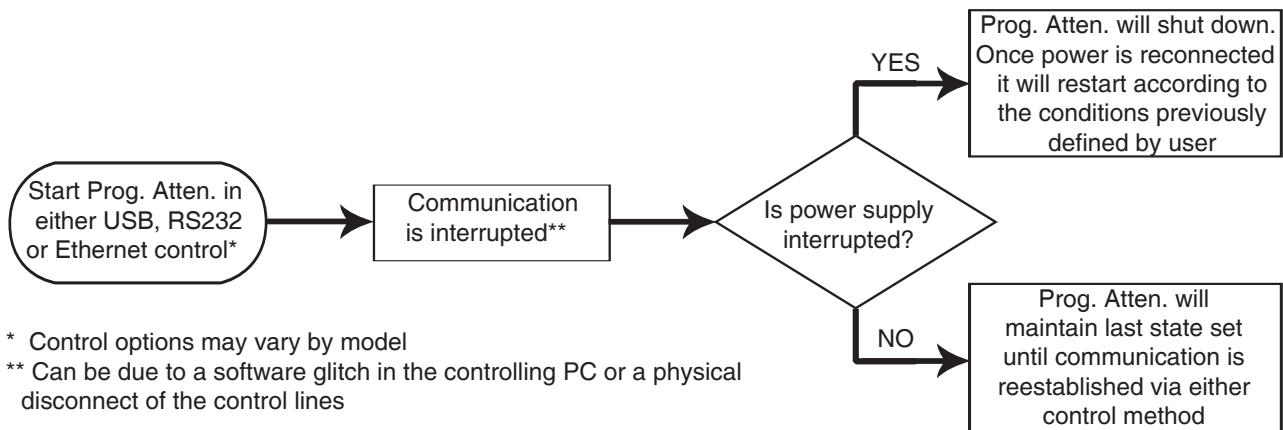 Start Prog. Atten. in
either USB, RS232
or Ethernet control*
Communication
is interrupted**
Is power supply
interrupted?
YES
Prog. Atten. will shut down.
Once power is reconnected
it will restart according to
the conditions previously
defined by user
NO
Prog. Atten. will
maintain last state set
until communication is
reestablished via either
control method
* Control options may vary by model
** Can be due to a software glitch in the controlling PC or a physical
disconnect of the control lines